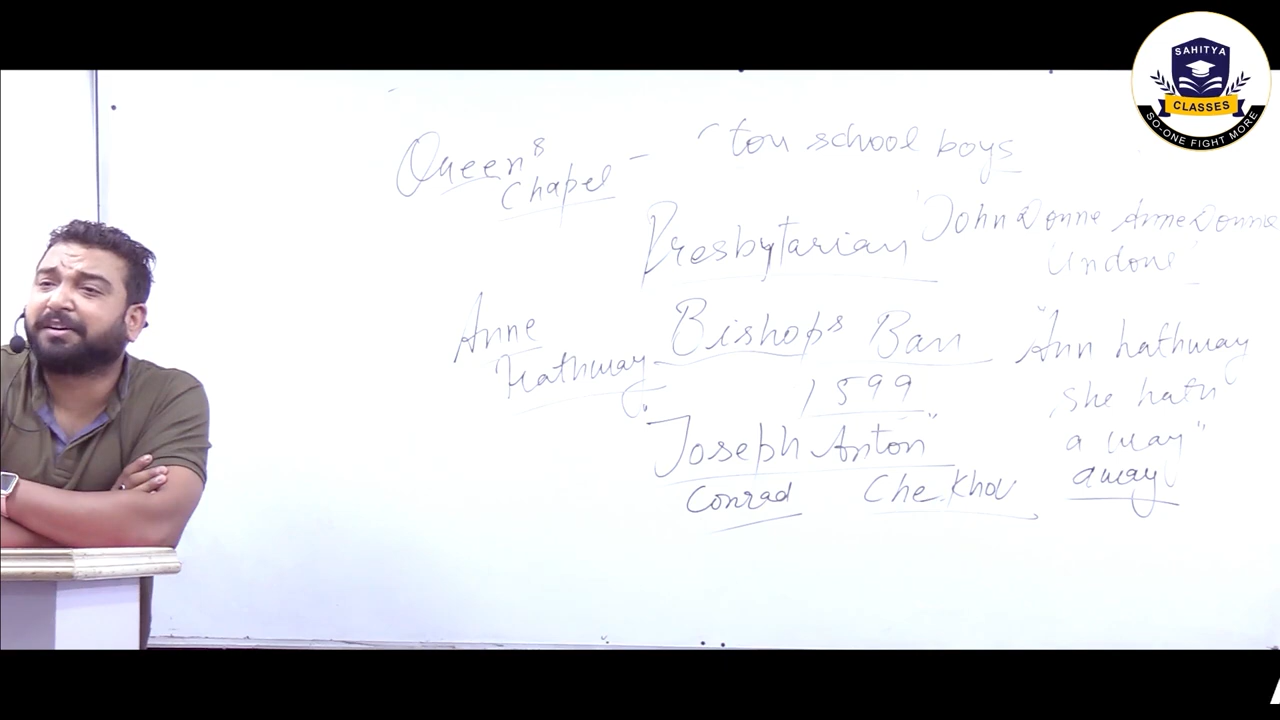 SAHITYA
CLASSES
SO-ONE FIGHT MORE
Queen's Chapel - "ton school boys
Presbytarian
'John Donne Anne Donne
Undone'
Anne
Hathway
Bishops Ban
1599
"Ann hathway
she hath
a way"
away
Joseph Anton"
Conrad Chekhov